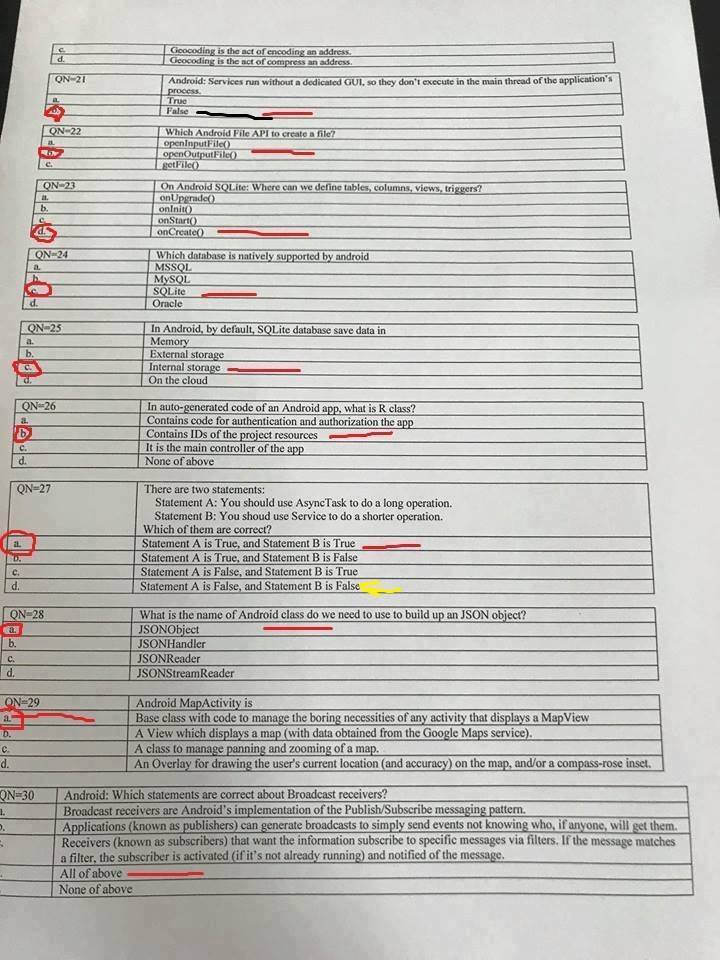 c. Geocoding is the act of encoding an address.
d. Geocoding is the act of compress an address.
QN=21 Android: Services run without a dedicated GUI, so they don't execute in the main thread of the application's
process.
a. True
b. False
QN=22 Which Android File API to create a file?
a. openInputFile()
b. openOutputFile()
c. getFile()
QN=23 On Android SQLite: Where can we define tables, columns, views, triggers?
a. onUpgrade()
b. onInit()
c. onStart()
d. onCreate()
QN=24 Which database is natively supported by android
a. MSSQL
b. MySQL
c. SQLite
d. Oracle
QN=25 In Android, by default, SQLite database save data in
a. Memory
b. External storage
c. Internal storage
d. On the cloud
QN=26 In auto-generated code of an Android app, what is R class?
a. Contains code for authentication and authorization the app
b. Contains IDs of the project resources
c. It is the main controller of the app
d. None of above
QN=27 There are two statements:
Statement A: You should use AsyncTask to do a long operation.
Statement B: You shoud use Service to do a shorter operation.
Which of them are correct?
a. Statement A is True, and Statement B is True
b. Statement A is True, and Statement B is False
c. Statement A is False, and Statement B is True
d. Statement A is False, and Statement B is False
QN=28 What is the name of Android class do we need to use to build up an JSON object?
a. JSONObject
b. JSONHandler
c. JSONReader
d. JSONStreamReader
QN=29 Android MapActivity is
a. Base class with code to manage the boring necessities of any activity that displays a MapView
b. A View which displays a map (with data obtained from the Google Maps service).
c. A class to manage panning and zooming of a map.
d. An Overlay for drawing the user's current location (and accuracy) on the map, and/or a compass-rose inset.
QN=30 Android: Which statements are correct about Broadcast receivers?
Broadcast receivers are Android's implementation of the Publish/Subscribe messaging pattern.
Applications (known as publishers) can generate broadcasts to simply send events not knowing who, if anyone, will get them.
Receivers (known as subscribers) that want the information subscribe to specific messages via filters. If the message matches
a filter, the subscriber is activated (if it's not already running) and notified of the message.
All of above
None of above